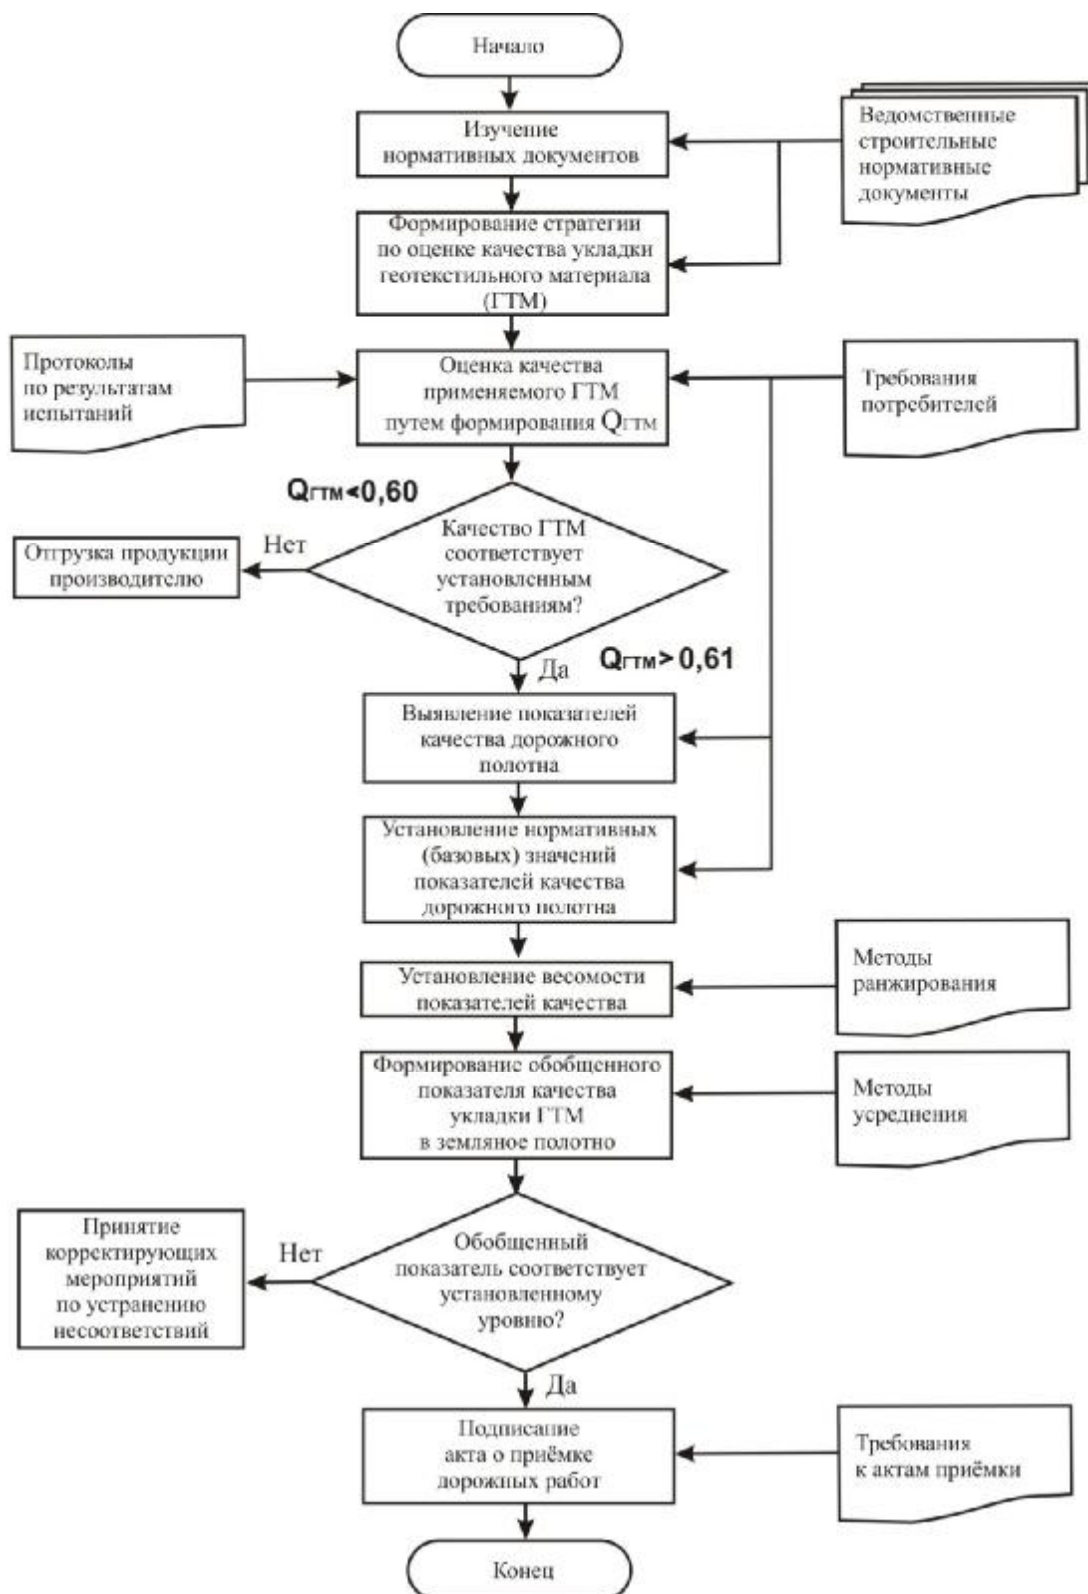 Начало
Изучение
нормативных документов
Ведомственные
строительные
нормативные
документы
Формирование стратегии
по оценке качества укладки
геотекстильного материала
(ГТМ)
Протоколы
по результатам
испытаний
Оценка качества
применяемого ГТМ
путем формирования QГТМ
Требования
потребителей
QГТМ<0,60
Качество ГТМ
соответствует
установленным
требованиям?
Нет
Отгрузка продукции
производителю
QГТМ>0,61
Да
Выявление показателей
качества дорожного
полотна
Установление нормативных
(базовых) значений
показателей качества
дорожного полотна
Установление весомости
показателей качества
Методы
ранжирования
Формирование обобщенного
показателя качества
укладки ГТМ
в земляное полотно
Методы
усреднения
Обобщенный
показатель соответствует
установленному
уровню?
Нет
Принятие
корректирующих
мероприятий
по устранению
несоответствий
Да
Подписание
акта о приёмке
дорожных работ
Требования
к актам приёмки
Конец